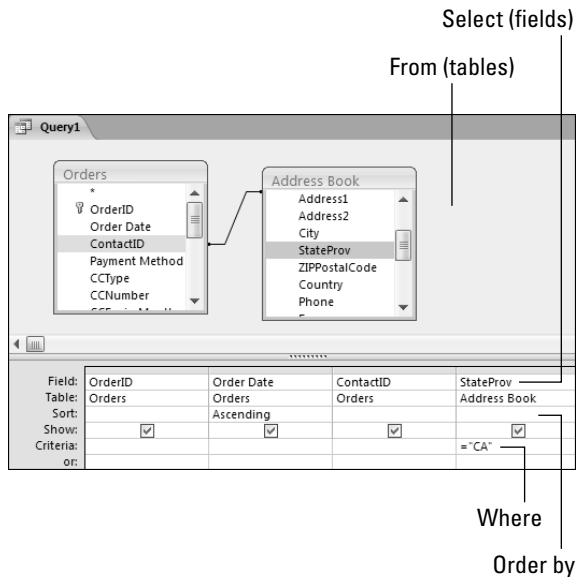 Select (fields)
From (tables)
Query1
Orders
*
OrderID
Order Date
ContactID
Payment Method
CCType
CCNumber
Address Book
Address1
Address2
City
StateProv
ZIPPostalCode
Country
Phone
Field: OrderID Order Date ContactID StateProv
Table: Orders Orders Orders Address Book
Sort: Ascending
Show:
Criteria: ="CA"
or:
Where
Order by